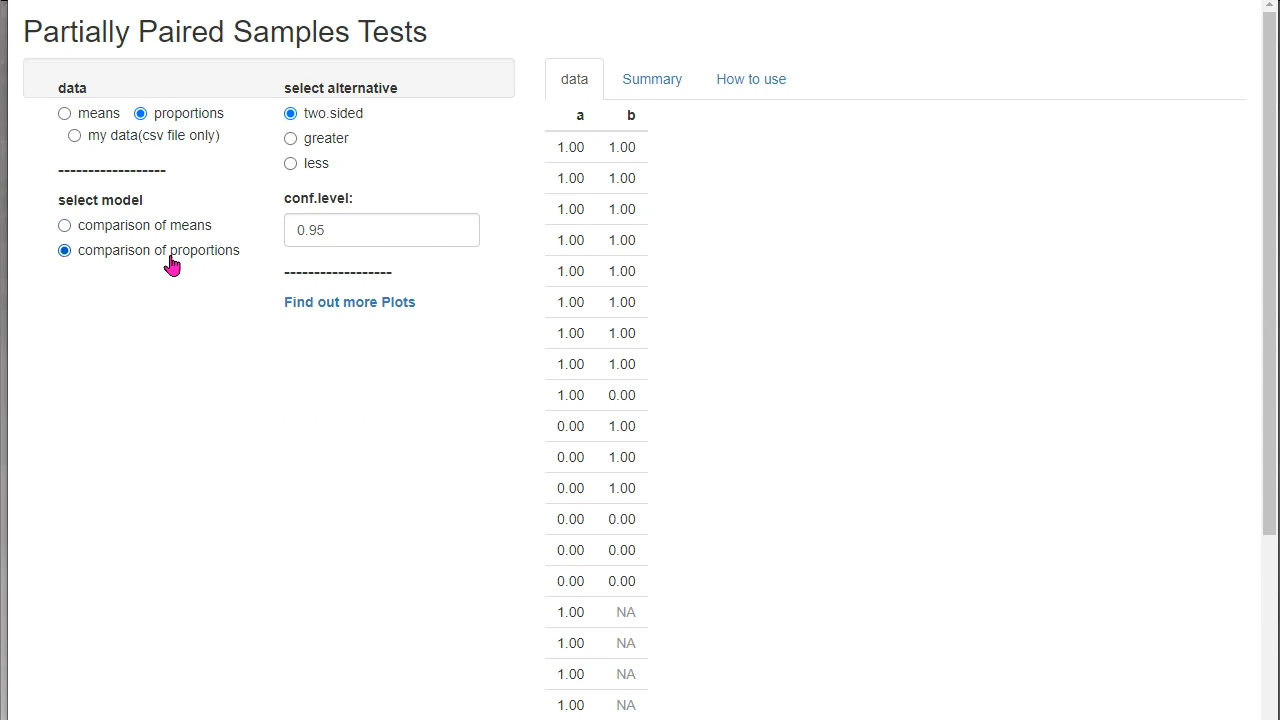 Partially Paired Samples Tests
data
means proportions
my data(csv file only)
------------------
select model
comparison of means
comparison of proportions
select alternative
two.sided
greater
less
conf.level:
0.95
------------------
Find out more Plots
data Summary How to use
a b
1.00 1.00
1.00 1.00
1.00 1.00
1.00 1.00
1.00 1.00
1.00 1.00
1.00 1.00
1.00 1.00
1.00 0.00
0.00 1.00
0.00 1.00
0.00 1.00
0.00 0.00
0.00 0.00
0.00 0.00
1.00 NA
1.00 NA
1.00 NA
1.00 NA